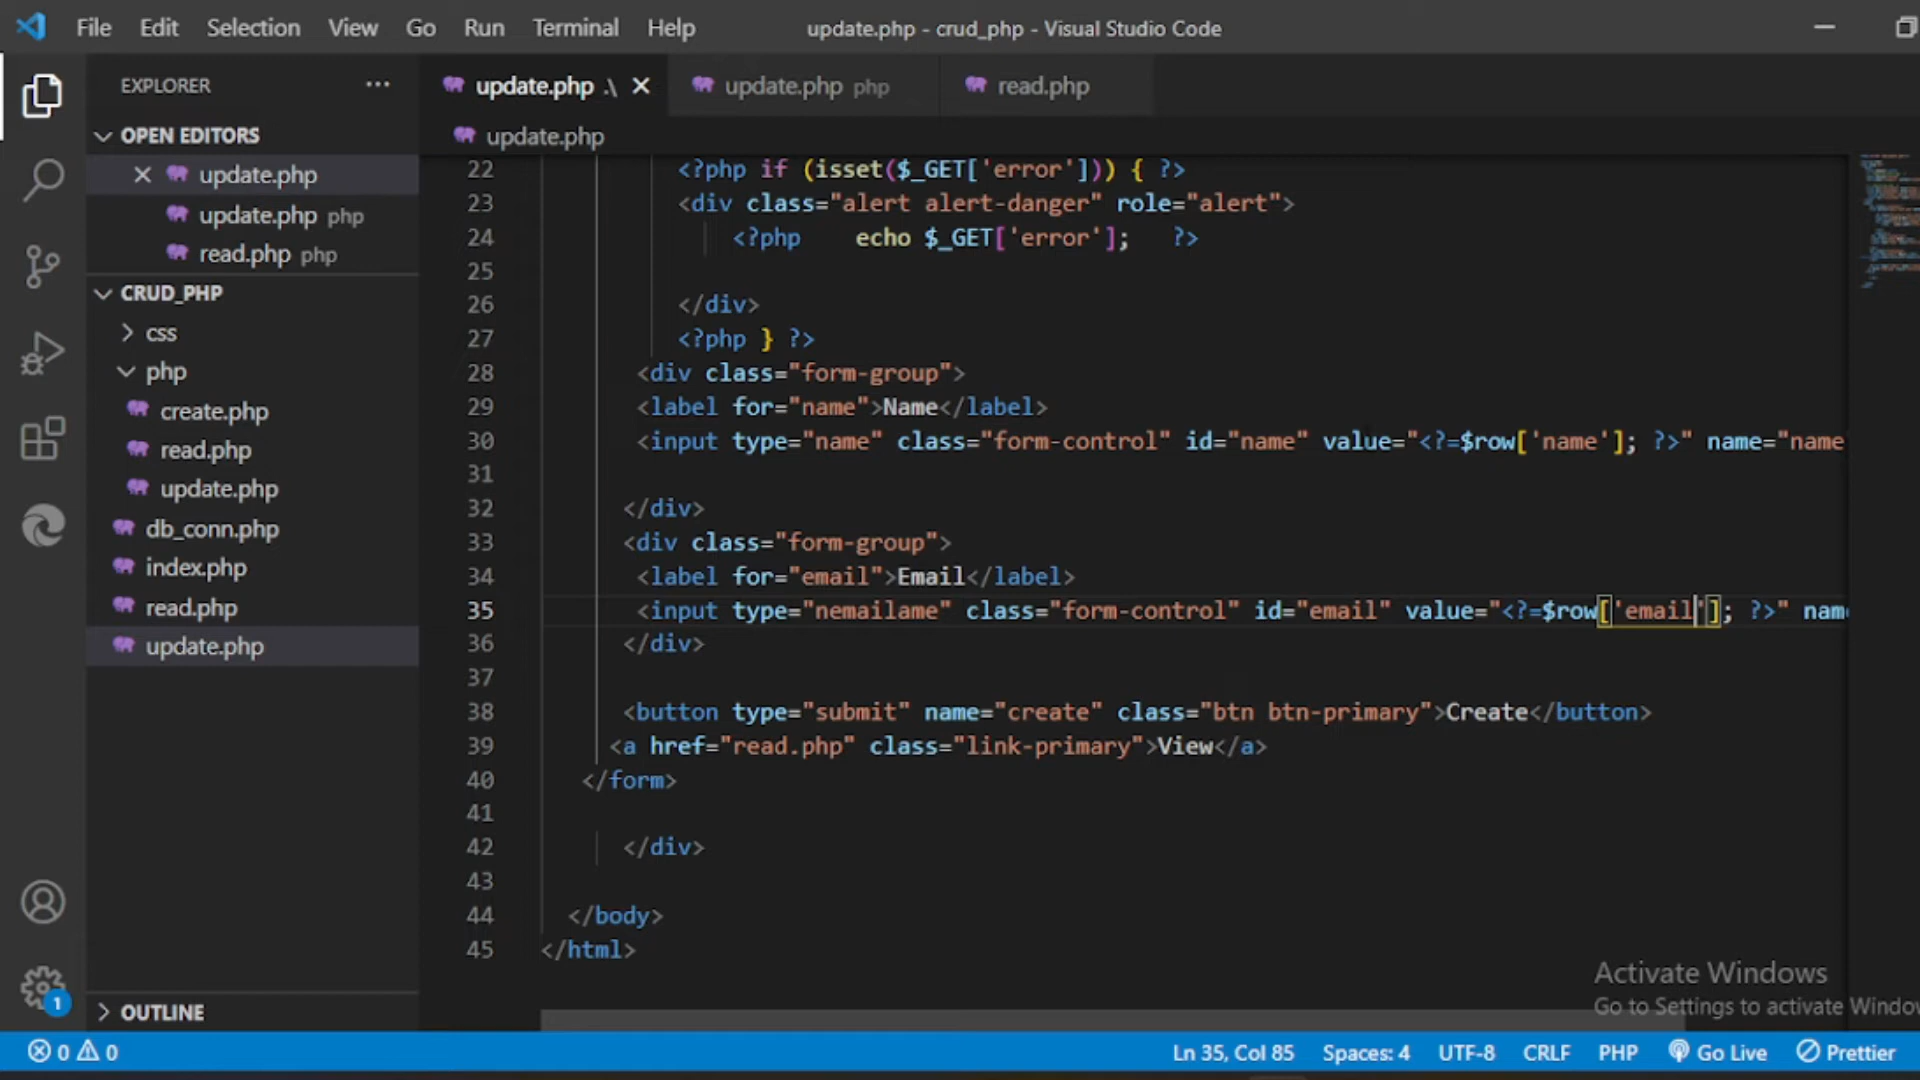 File Edit Selection View Go Run Terminal Help update.php - crud_php - Visual Studio Code
EXPLORER ··· update.php .\ update.php php read.php
OPEN EDITORS
update.php
update.php php
read.php php
CRUD_PHP
css
php
create.php
read.php
update.php
db_conn.php
index.php
read.php
update.php
OUTLINE
update.php
22 <?php if (isset($_GET['error'])) { ?>
23 <div class="alert alert-danger" role="alert">
24 <?php echo $_GET['error']; ?>
25
26 </div>
27 <?php } ?>
28 <div class="form-group">
29 <label for="name">Name</label>
30 <input type="name" class="form-control" id="name" value="<?=$row['name']; ?>" name="name
31
32 </div>
33 <div class="form-group">
34 <label for="email">Email</label>
35 <input type="nemailame" class="form-control" id="email" value="<?=$row['email']; ?>" name
36 </div>
37
38 <button type="submit" name="create" class="btn btn-primary">Create</button>
39 <a href="read.php" class="link-primary">View</a>
40 </form>
41
42 </div>
43
44 </body>
45 </html>
Activate Windows
Go to Settings to activate Windo
1
0 0 Ln 35, Col 85 Spaces: 4 UTF-8 CRLF PHP Go Live Prettier